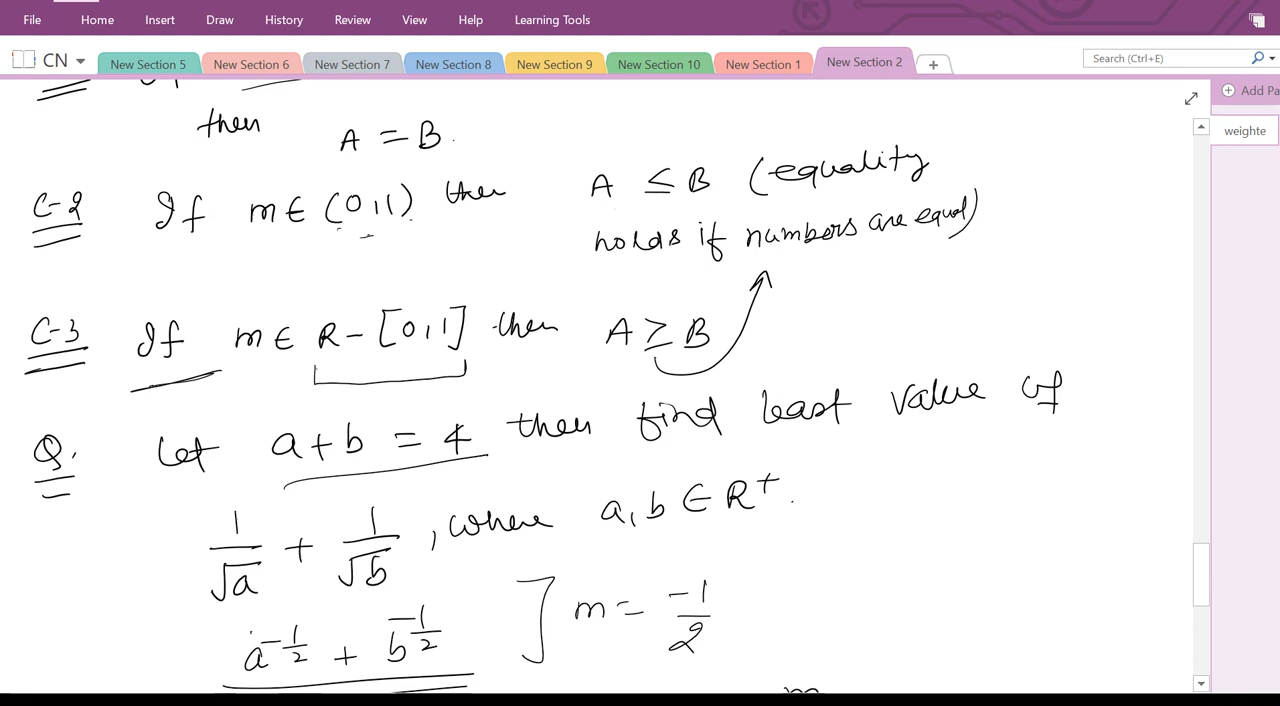 File Home Insert Draw History Review View Help Learning Tools
CN New Section 5 New Section 6 New Section 7 New Section 8 New Section 9 New Section 10 New Section 1 New Section 2 + Search (Ctrl+E)
Add Pa
weighte
then A = B.
C-2 If m ∈ (0,1) then A ≤ B (equality
holds if numbers are equal)
C-3 If m ∈ R - [0,1] then A ≥ B
Q. Let a+b = 4 then find least value of
1/√a + 1/√b, where a,b ∈ R+.
a^-1/2 + b^-1/2 ] m = -1/2